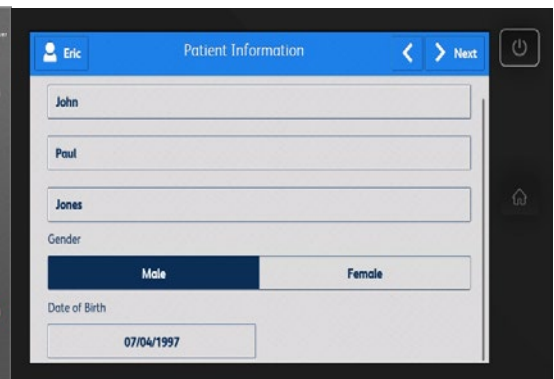 Eric Patient Information Next
John
Paul
Jones
Gender
Male Female
Date of Birth
07/04/1997